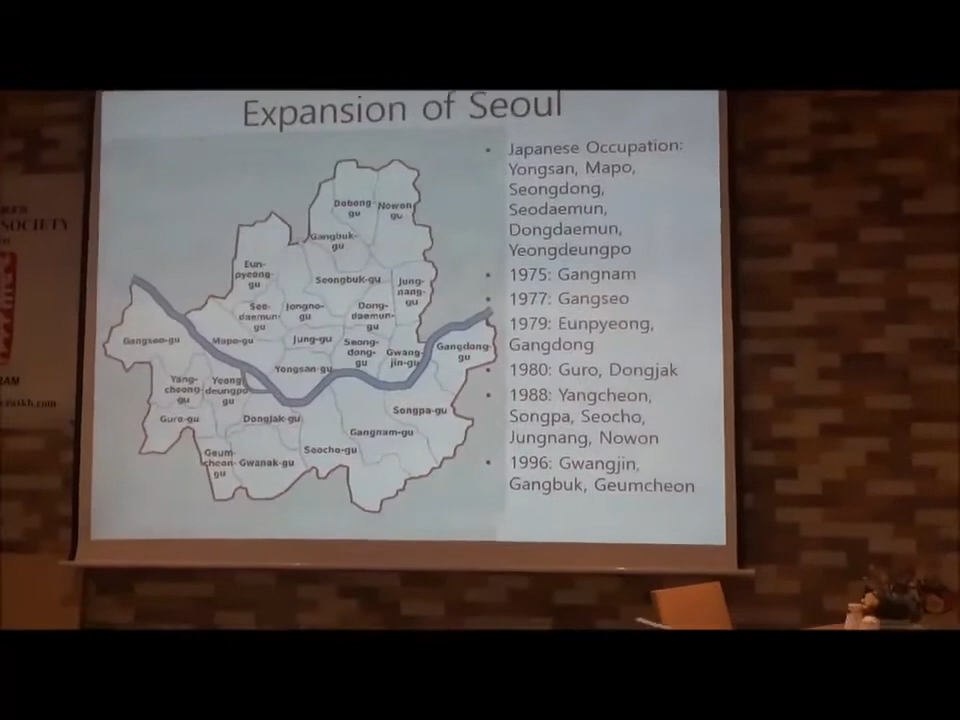 Expansion of Seoul
SOCIETY
Dobong-
gu
Nowon
gu
Gangbuk-
gu
Eun-
pyeong-
gu
Seongbuk-gu
Jung-
nang-
gu
Seo-
daemun-
gu
Jongno-
gu
Dong-
daemun-
gu
Gangseo-gu
Mapo-gu
Jung-gu
Seong-
dong-
gu
Gwang-
jin-gu
Gangdong-
gu
Yongsan-gu
Yang-
cheong-
gu
Yeong-
deungpo-
gu
Songpa-gu
Guro-gu
Dongjak-gu
Gangnam-gu
Geum-
cheon-
gu
Gwanak-gu
Seocho-gu
• Japanese Occupation:
Yongsan, Mapo,
Seongdong,
Seodaemun,
Dongdaemun,
Yeongdeungpo
• 1975: Gangnam
• 1977: Gangseo
• 1979: Eunpyeong,
Gangdong
• 1980: Guro, Dongjak
• 1988: Yangcheon,
Songpa, Seocho,
Jungnang, Nowon
• 1996: Gwangjin,
Gangbuk, Geumcheon